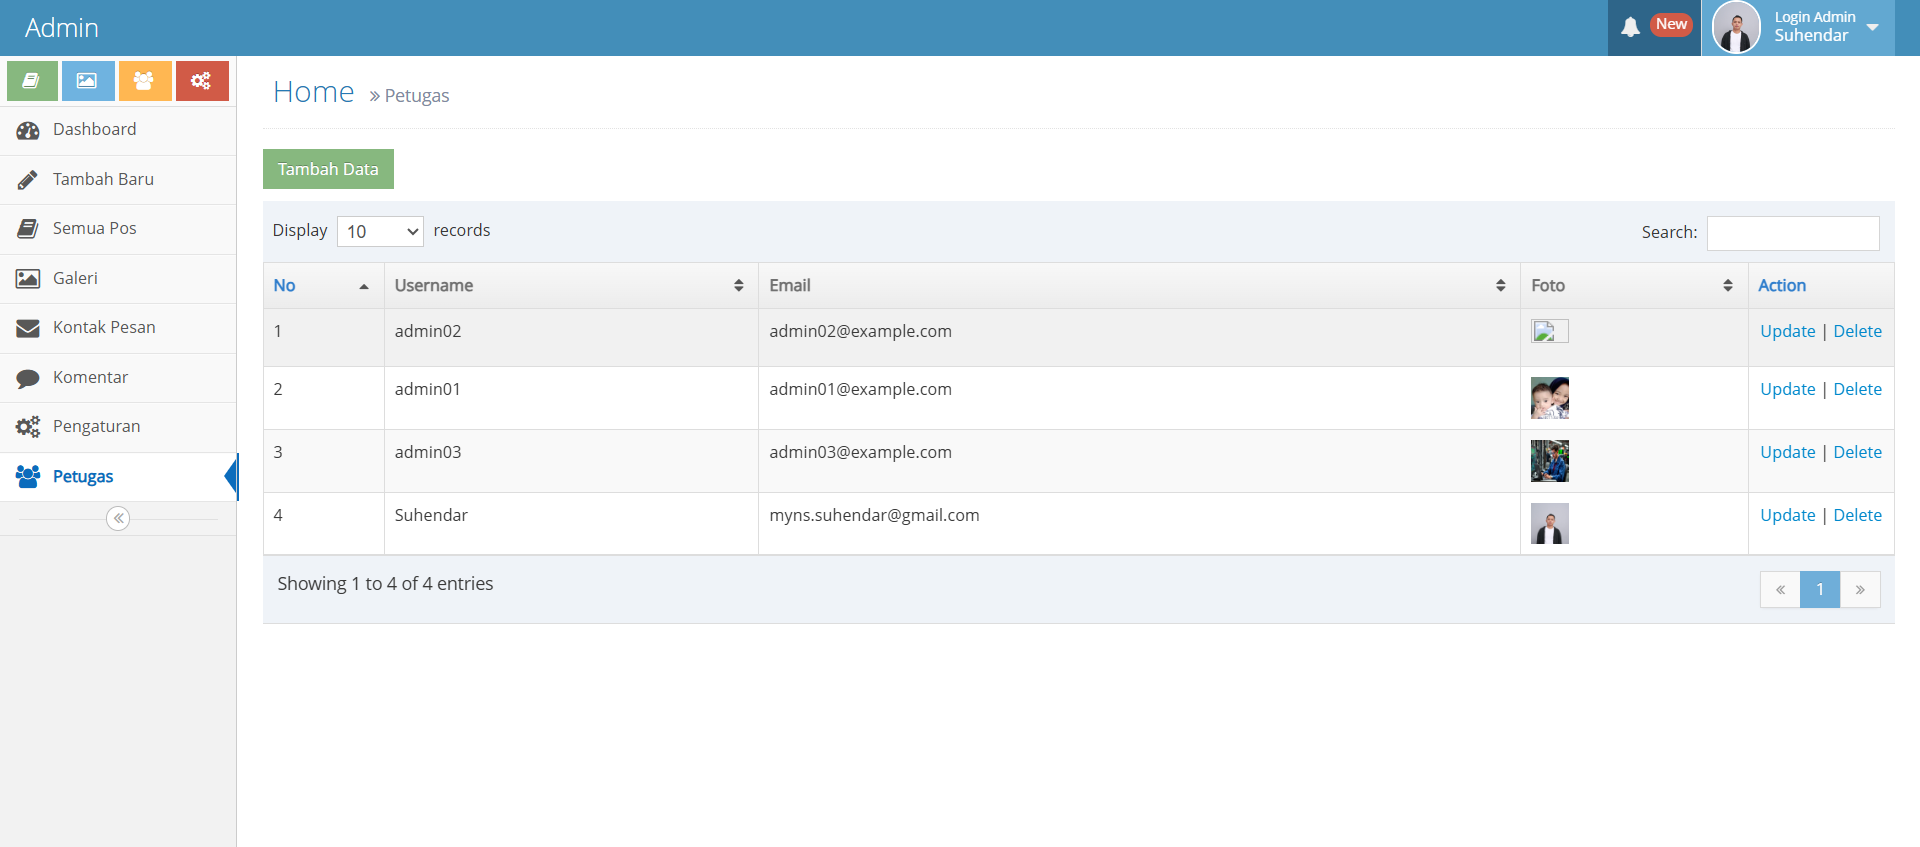 Admin
New
Login Admin
Suhendar
Dashboard
Tambah Baru
Semua Pos
Galeri
Kontak Pesan
Komentar
Pengaturan
Petugas
Home » Petugas
Tambah Data
Display 10 records
Search:
No Username Email Foto Action
1 admin02 admin02@example.com Update | Delete
2 admin01 admin01@example.com Update | Delete
3 admin03 admin03@example.com Update | Delete
4 Suhendar myns.suhendar@gmail.com Update | Delete
Showing 1 to 4 of 4 entries
« 1 »